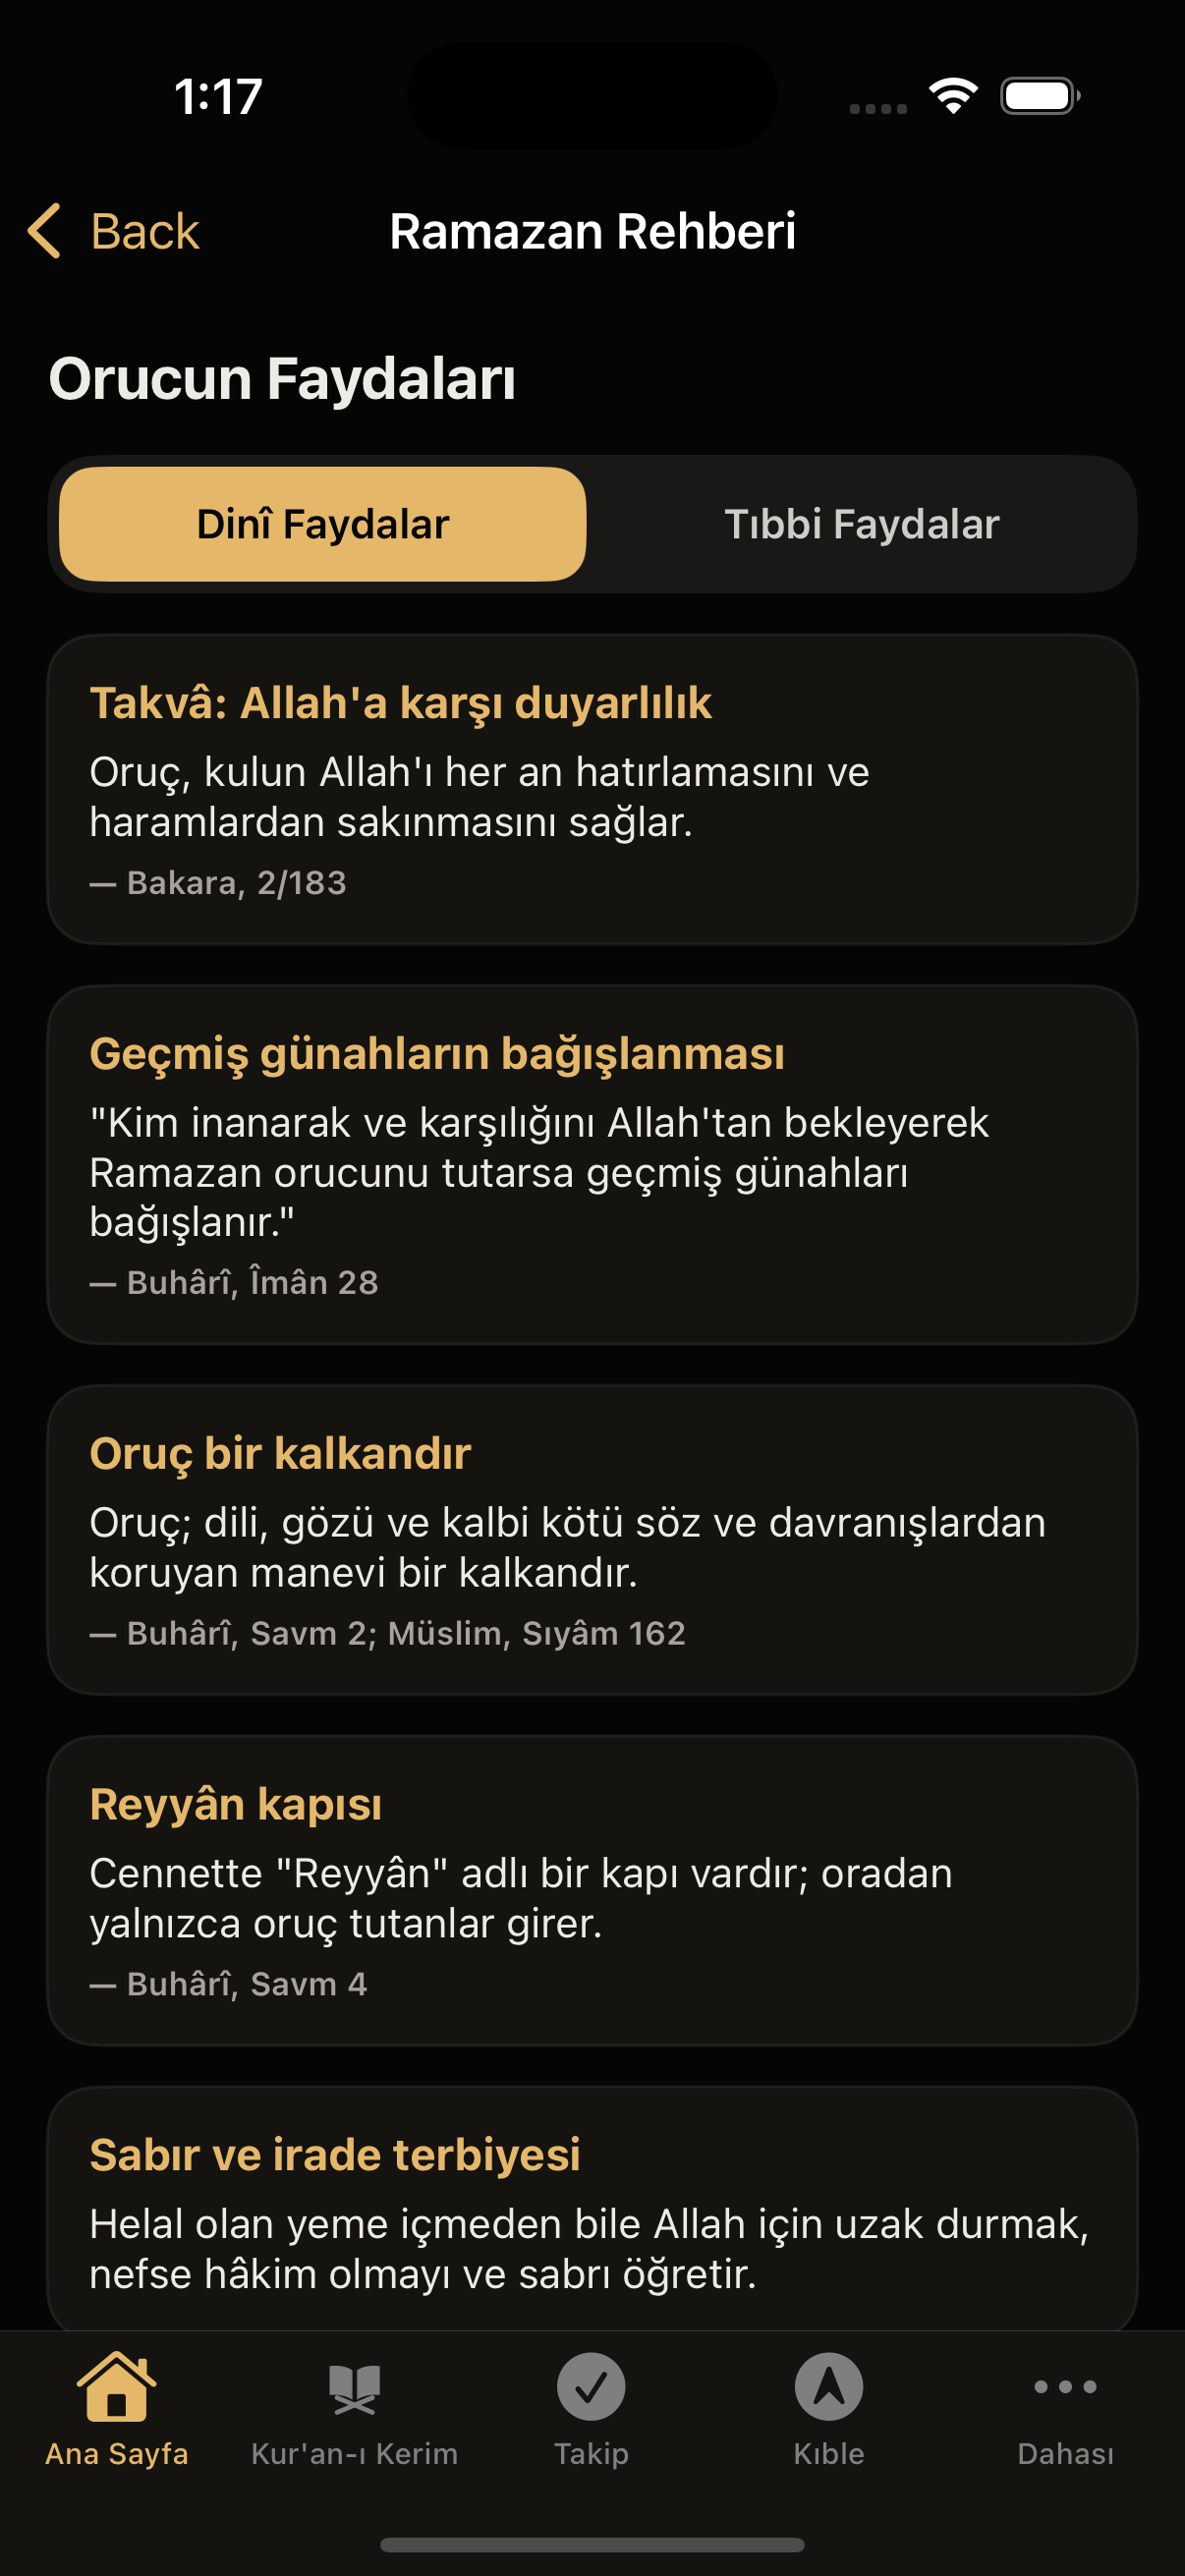 1:17
Back
Ramazan Rehberi
Orucun Faydaları
Dinî Faydalar
Tıbbi Faydalar
Takvâ: Allah'a karşı duyarlılık
Oruç, kulun Allah'ı her an hatırlamasını ve
haramlardan sakınmasını sağlar.
— Bakara, 2/183
Geçmiş günahların bağışlanması
"Kim inanarak ve karşılığını Allah'tan bekleyerek
Ramazan orucunu tutarsa geçmiş günahları
bağışlanır."
— Buhârî, Îmân 28
Oruç bir kalkandır
Oruç; dili, gözü ve kalbi kötü söz ve davranışlardan
koruyan manevi bir kalkandır.
— Buhârî, Savm 2; Müslim, Sıyâm 162
Reyyân kapısı
Cennette "Reyyân" adlı bir kapı vardır; oradan
yalnızca oruç tutanlar girer.
— Buhârî, Savm 4
Sabır ve irade terbiyesi
Helal olan yeme içmeden bile Allah için uzak durmak,
nefse hâkim olmayı ve sabrı öğretir.
Ana Sayfa
Kur'an-ı Kerim
Takip
Kıble
Dahası